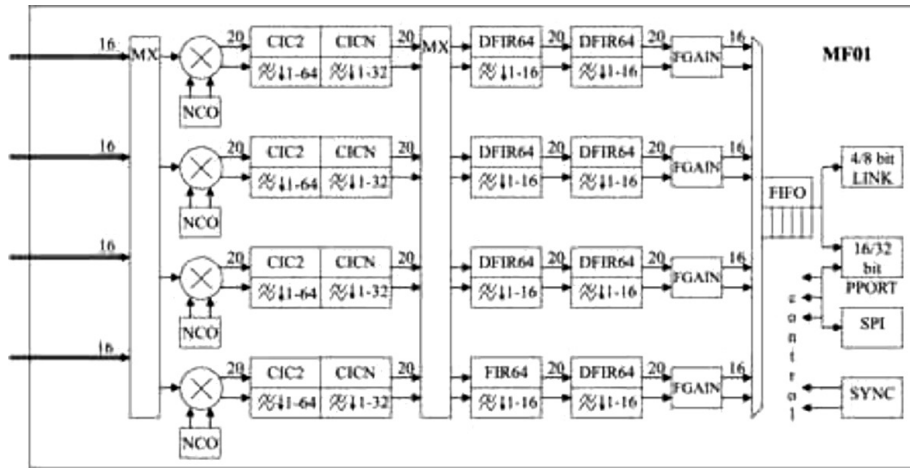 16 20 CIC2 CICN 20 DFIR64 20 DFIR64 20 16
MX MX FGAIN MF01
↓1-64 ↓1-32 ↓1-16 ↓1-16
NCO
16 20 CIC2 CICN 20 DFIR64 20 DFIR64 20 16
FGAIN 4/8 bit
↓1-64 ↓1-32 ↓1-16 ↓1-16 LINK
NCO FIFO
16 20 CIC2 CICN 20 DFIR64 20 DFIR64 20 16 16/32
FGAIN bit
↓1-64 ↓1-32 ↓1-16 ↓1-16 PPORT
NCO control SPI
16 20 CIC2 CICN 20 FIR64 20 DFIR64 20 16
FGAIN SYNC
↓1-64 ↓1-32 ↓1-16 ↓1-16
NCO